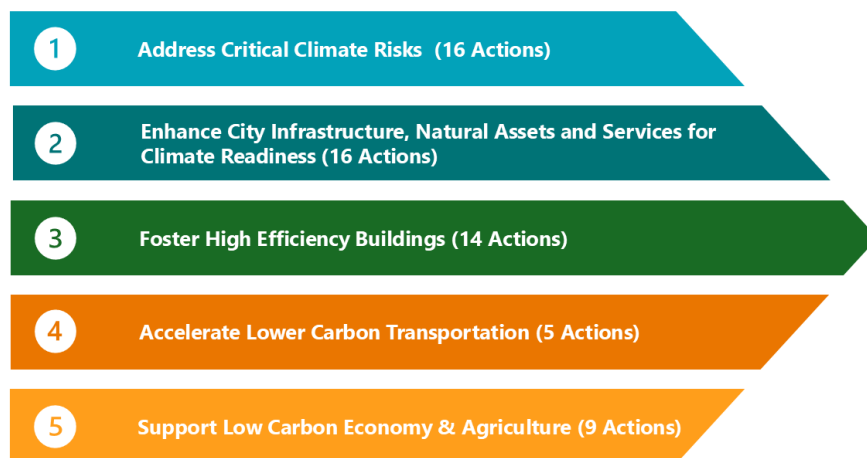 1
Address Critical Climate Risks (16 Actions)
2
Enhance City Infrastructure, Natural Assets and Services for
Climate Readiness (16 Actions)
3
Foster High Efficiency Buildings (14 Actions)
4
Accelerate Lower Carbon Transportation (5 Actions)
5
Support Low Carbon Economy & Agriculture (9 Actions)